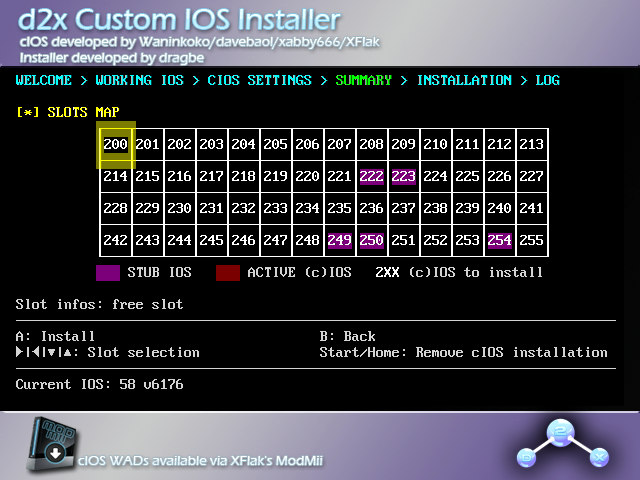 d2x Custom IOS Installer
cIOS developed by Waninkoko/davebaol/xabby666/XFlak
Installer developed by dragbe
WELCOME > WORKING IOS > CIOS SETTINGS > SUMMARY > INSTALLATION > LOG
[*] SLOTS MAP
200 201 202 203 204 205 206 207 208 209 210 211 212 213
214 215 216 217 218 219 220 221 222 223 224 225 226 227
228 229 230 231 232 233 234 235 236 237 238 239 240 241
242 243 244 245 246 247 248 249 250 251 252 253 254 255
STUB IOS ACTIVE (c)IOS 2XX (c)IOS to install
Slot infos: free slot
A: Install B: Back
►|◄|▼|▲: Slot selection Start/Home: Remove cIOS installation
Current IOS: 58 v6176
cIOS WADs available via XFlak's ModMii
D 2 X